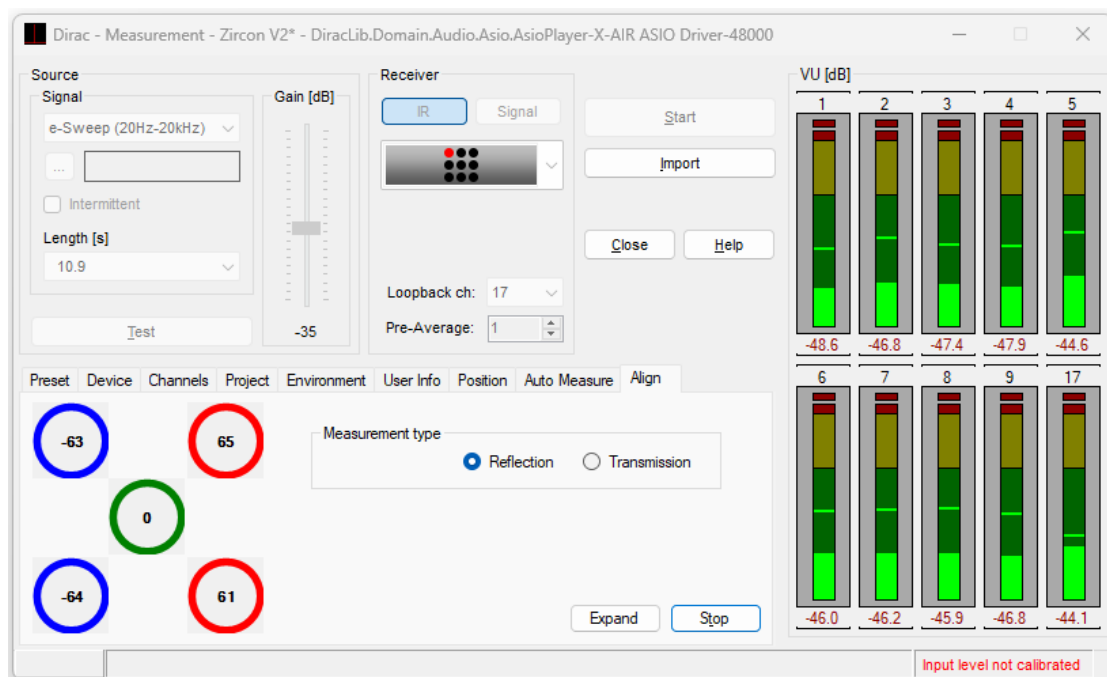 Dirac - Measurement - Zircon V2* - DiracLib.Domain.Audio.Asio.AsioPlayer-X-AIR ASIO Driver-48000
Source
Signal
e-Sweep (20Hz-20kHz)
...
Intermittent
Length [s]
10.9
Test
Gain [dB]
-35
Receiver
IR Signal
Loopback ch: 17
Pre-Average: 1
Start
Import
Close Help
VU [dB]
1 2 3 4 5
-48.6 -46.8 -47.4 -47.9 -44.6
6 7 8 9 17
-46.0 -46.2 -45.9 -46.8 -44.1
Preset Device Channels Project Environment User Info Position Auto Measure Align
-63 65
0
-64 61
Measurement type
Reflection Transmission
Expand Stop
Input level not calibrated